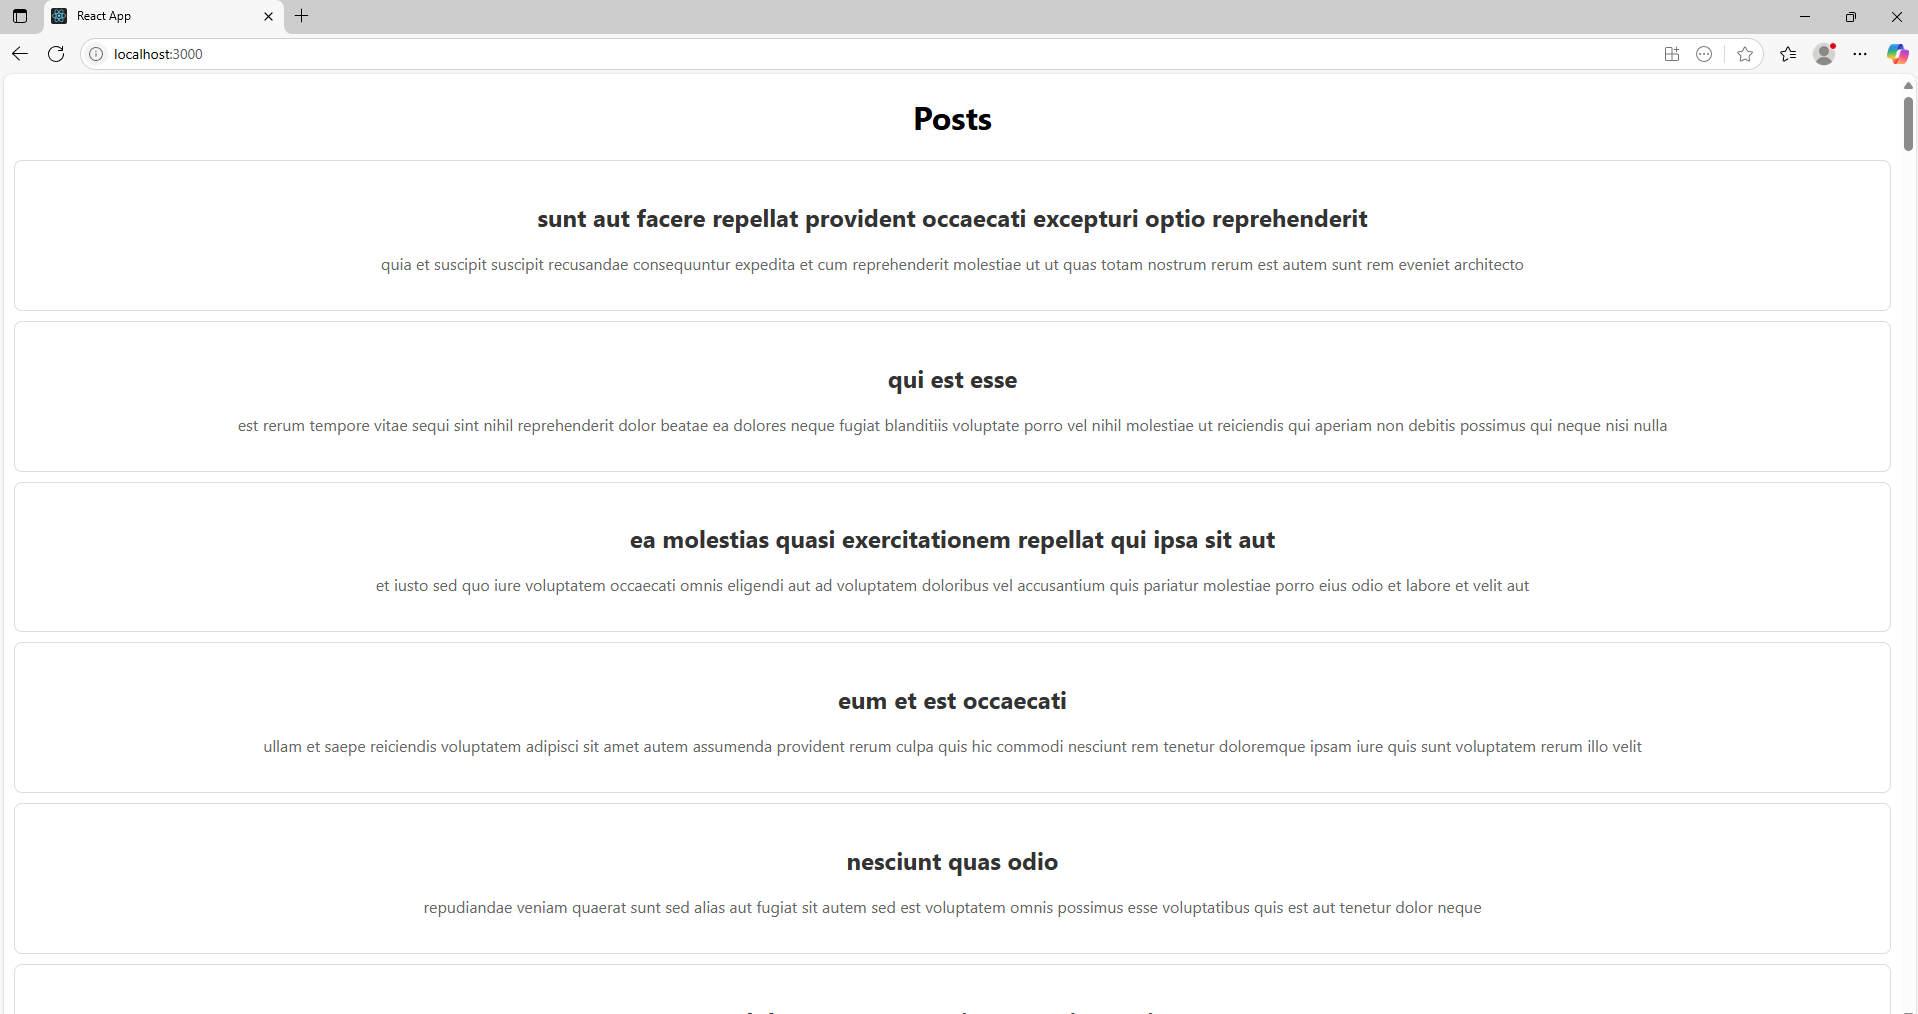 React App
localhost:3000
Posts
sunt aut facere repellat provident occaecati excepturi optio reprehenderit
quia et suscipit suscipit recusandae consequuntur expedita et cum reprehenderit molestiae ut ut quas totam nostrum rerum est autem sunt rem eveniet architecto
qui est esse
est rerum tempore vitae sequi sint nihil reprehenderit dolor beatae ea dolores neque fugiat blanditiis voluptate porro vel nihil molestiae ut reiciendis qui aperiam non debitis possimus qui neque nisi nulla
ea molestias quasi exercitationem repellat qui ipsa sit aut
et iusto sed quo iure voluptatem occaecati omnis eligendi aut ad voluptatem doloribus vel accusantium quis pariatur molestiae porro eius odio et labore et velit aut
eum et est occaecati
ullam et saepe reiciendis voluptatem adipisci sit amet autem assumenda provident rerum culpa quis hic commodi nesciunt rem tenetur doloremque ipsam iure quis sunt voluptatem rerum illo velit
nesciunt quas odio
repudiandae veniam quaerat sunt sed alias aut fugiat sit autem sed est voluptatem omnis possimus esse voluptatibus quis est aut tenetur dolor neque